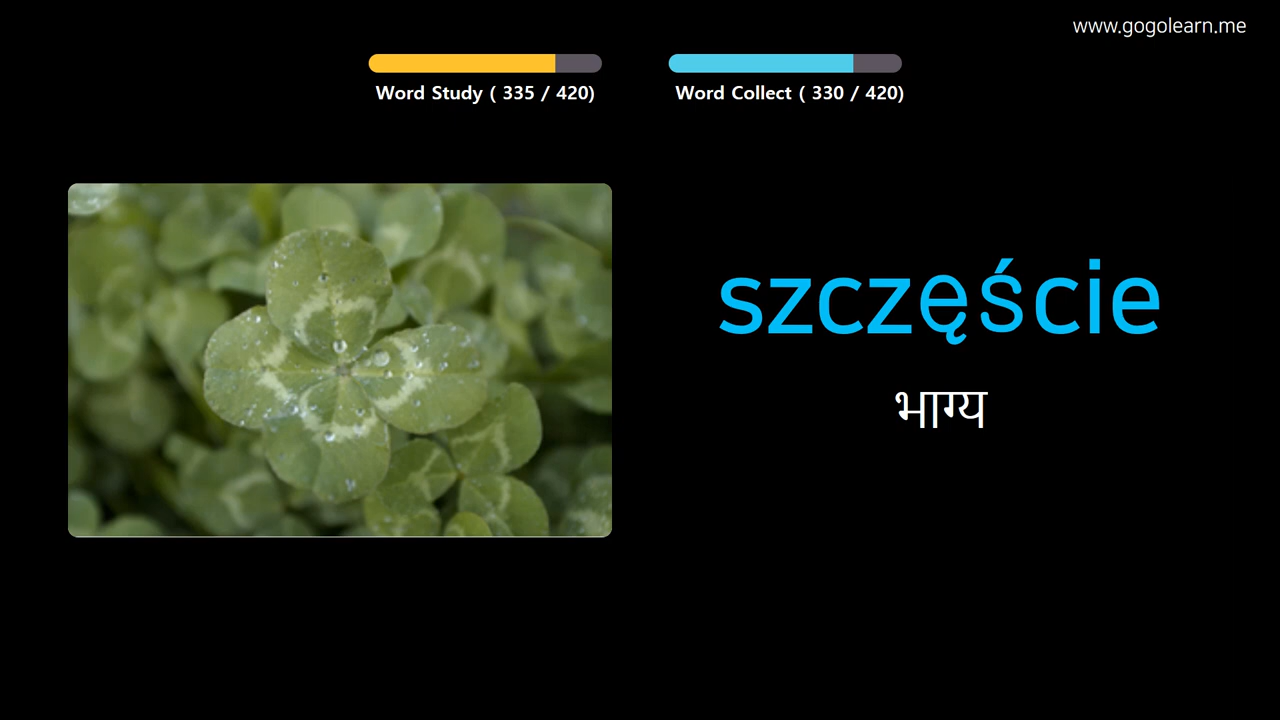 www.gogolearn.me
Word Study ( 335 / 420)
Word Collect ( 330 / 420)
szczęście
भाग्य